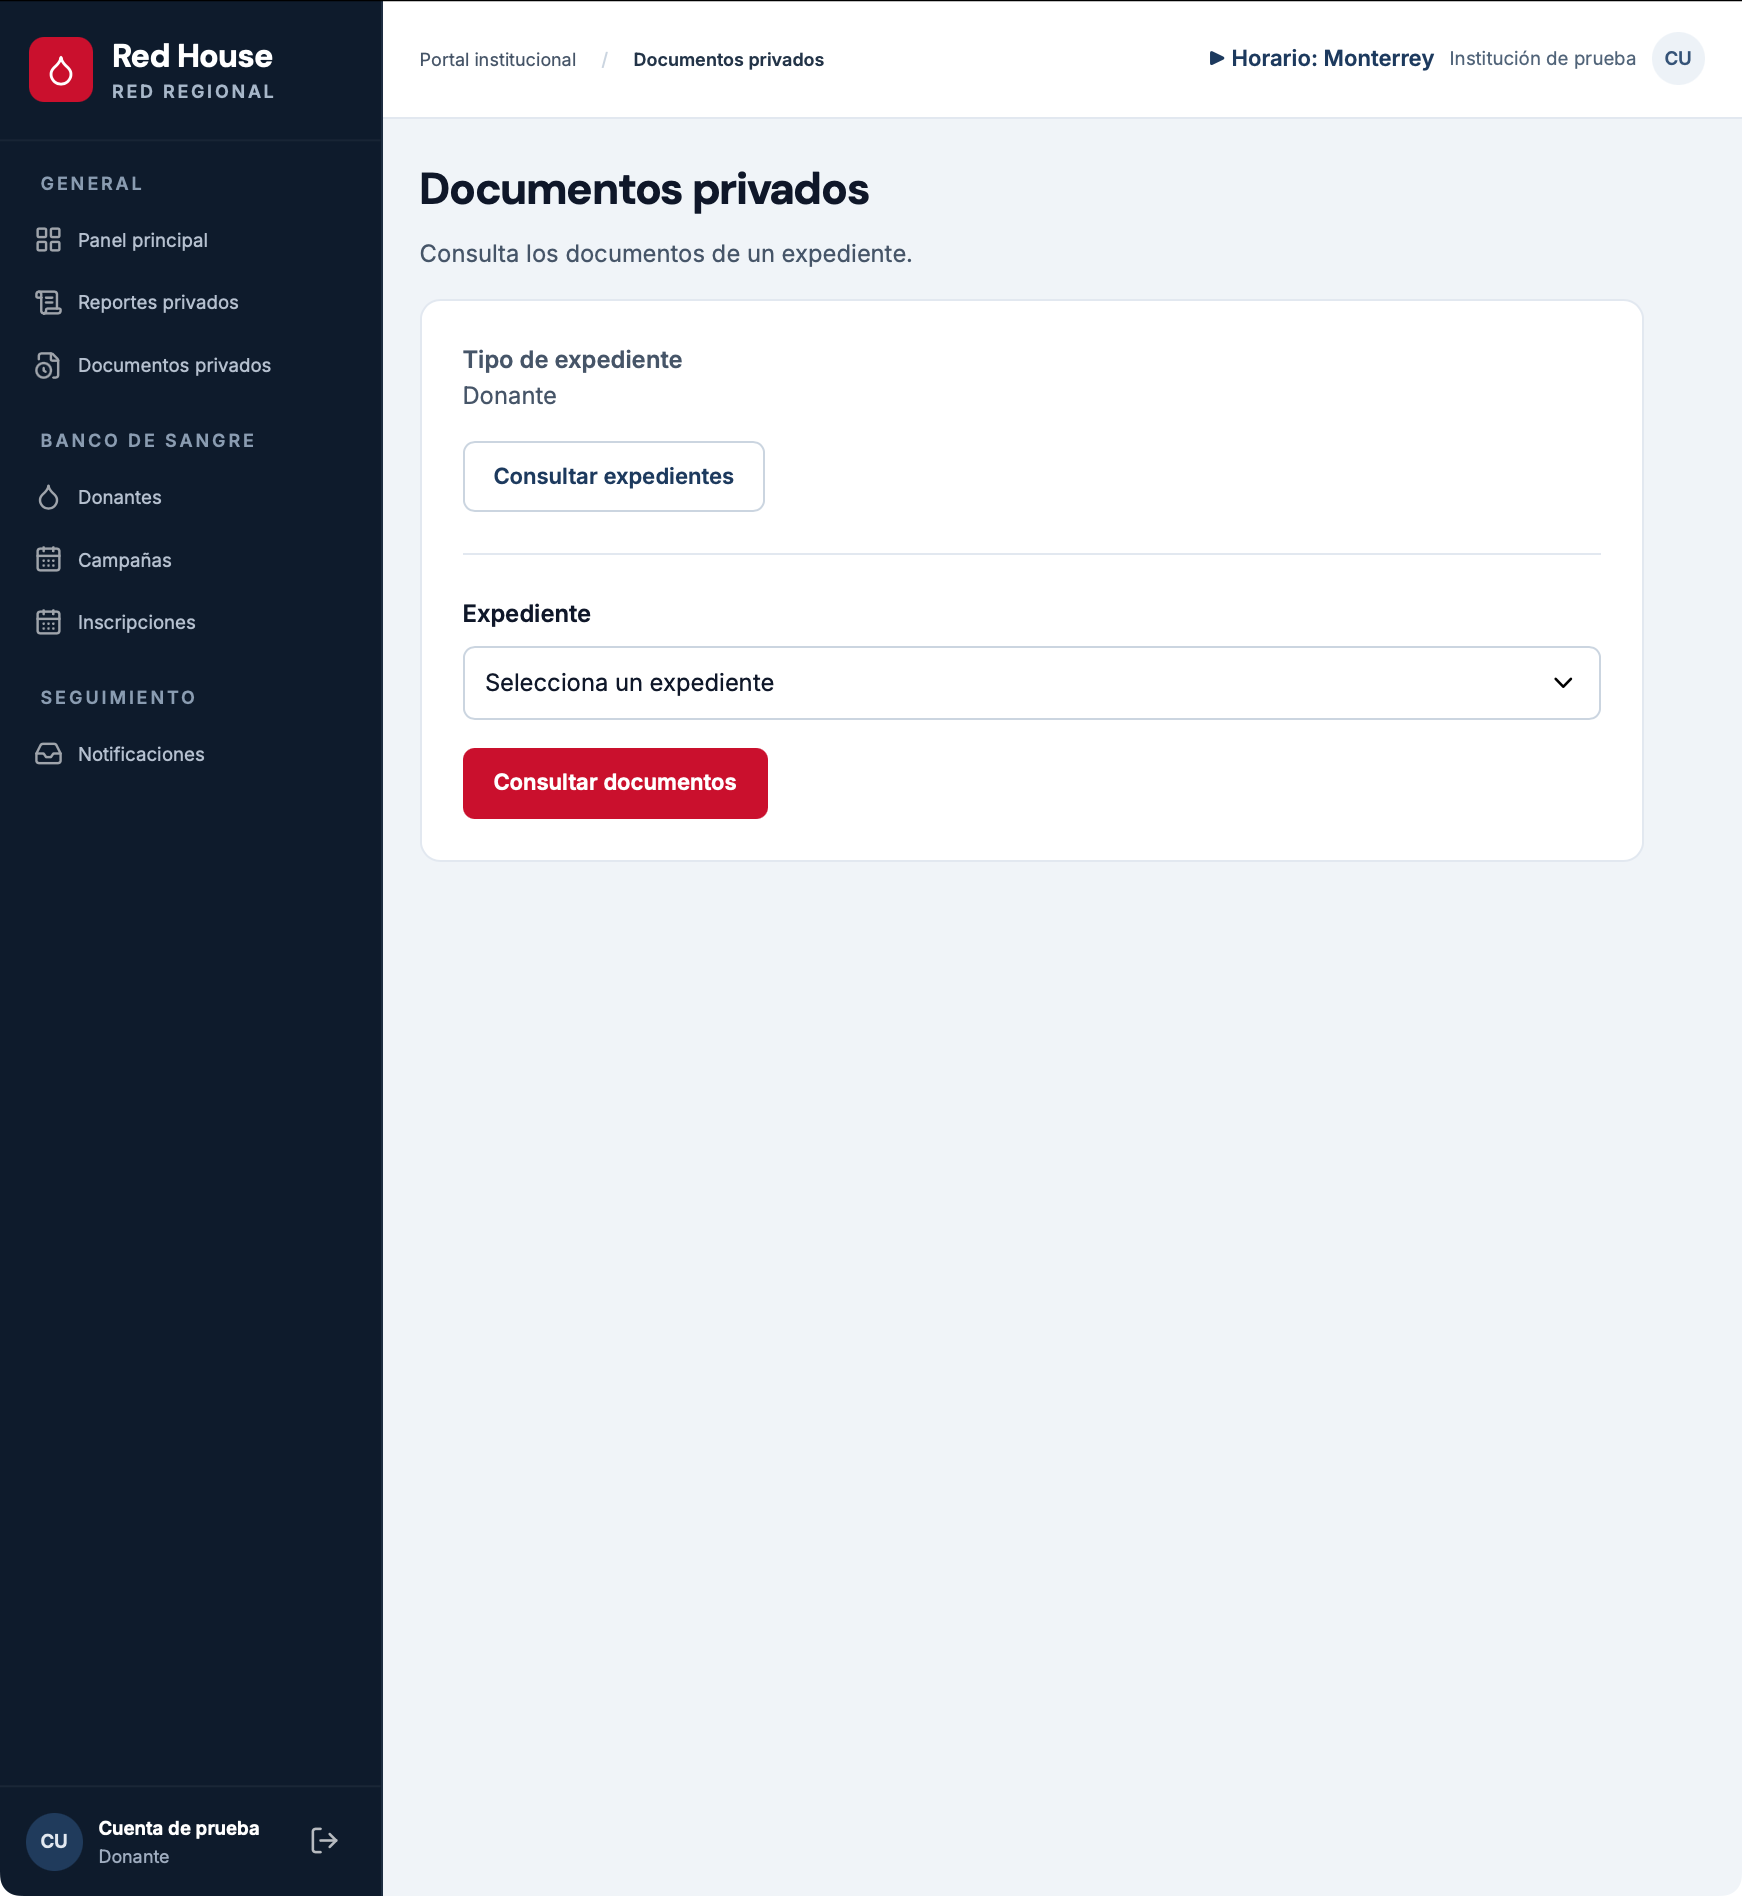 Red House
RED REGIONAL
GENERAL
Panel principal
Reportes privados
Documentos privados
BANCO DE SANGRE
Donantes
Campañas
Inscripciones
SEGUIMIENTO
Notificaciones
CU
Cuenta de prueba
Donante
Portal institucional / Documentos privados
Horario: Monterrey Institución de prueba CU
Documentos privados
Consulta los documentos de un expediente.
Tipo de expediente
Donante
Consultar expedientes
Expediente
Selecciona un expediente
Consultar documentos